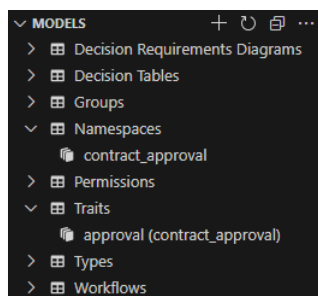 MODELS
Decision Requirements Diagrams
Decision Tables
Groups
Namespaces
contract_approval
Permissions
Traits
approval (contract_approval)
Types
Workflows